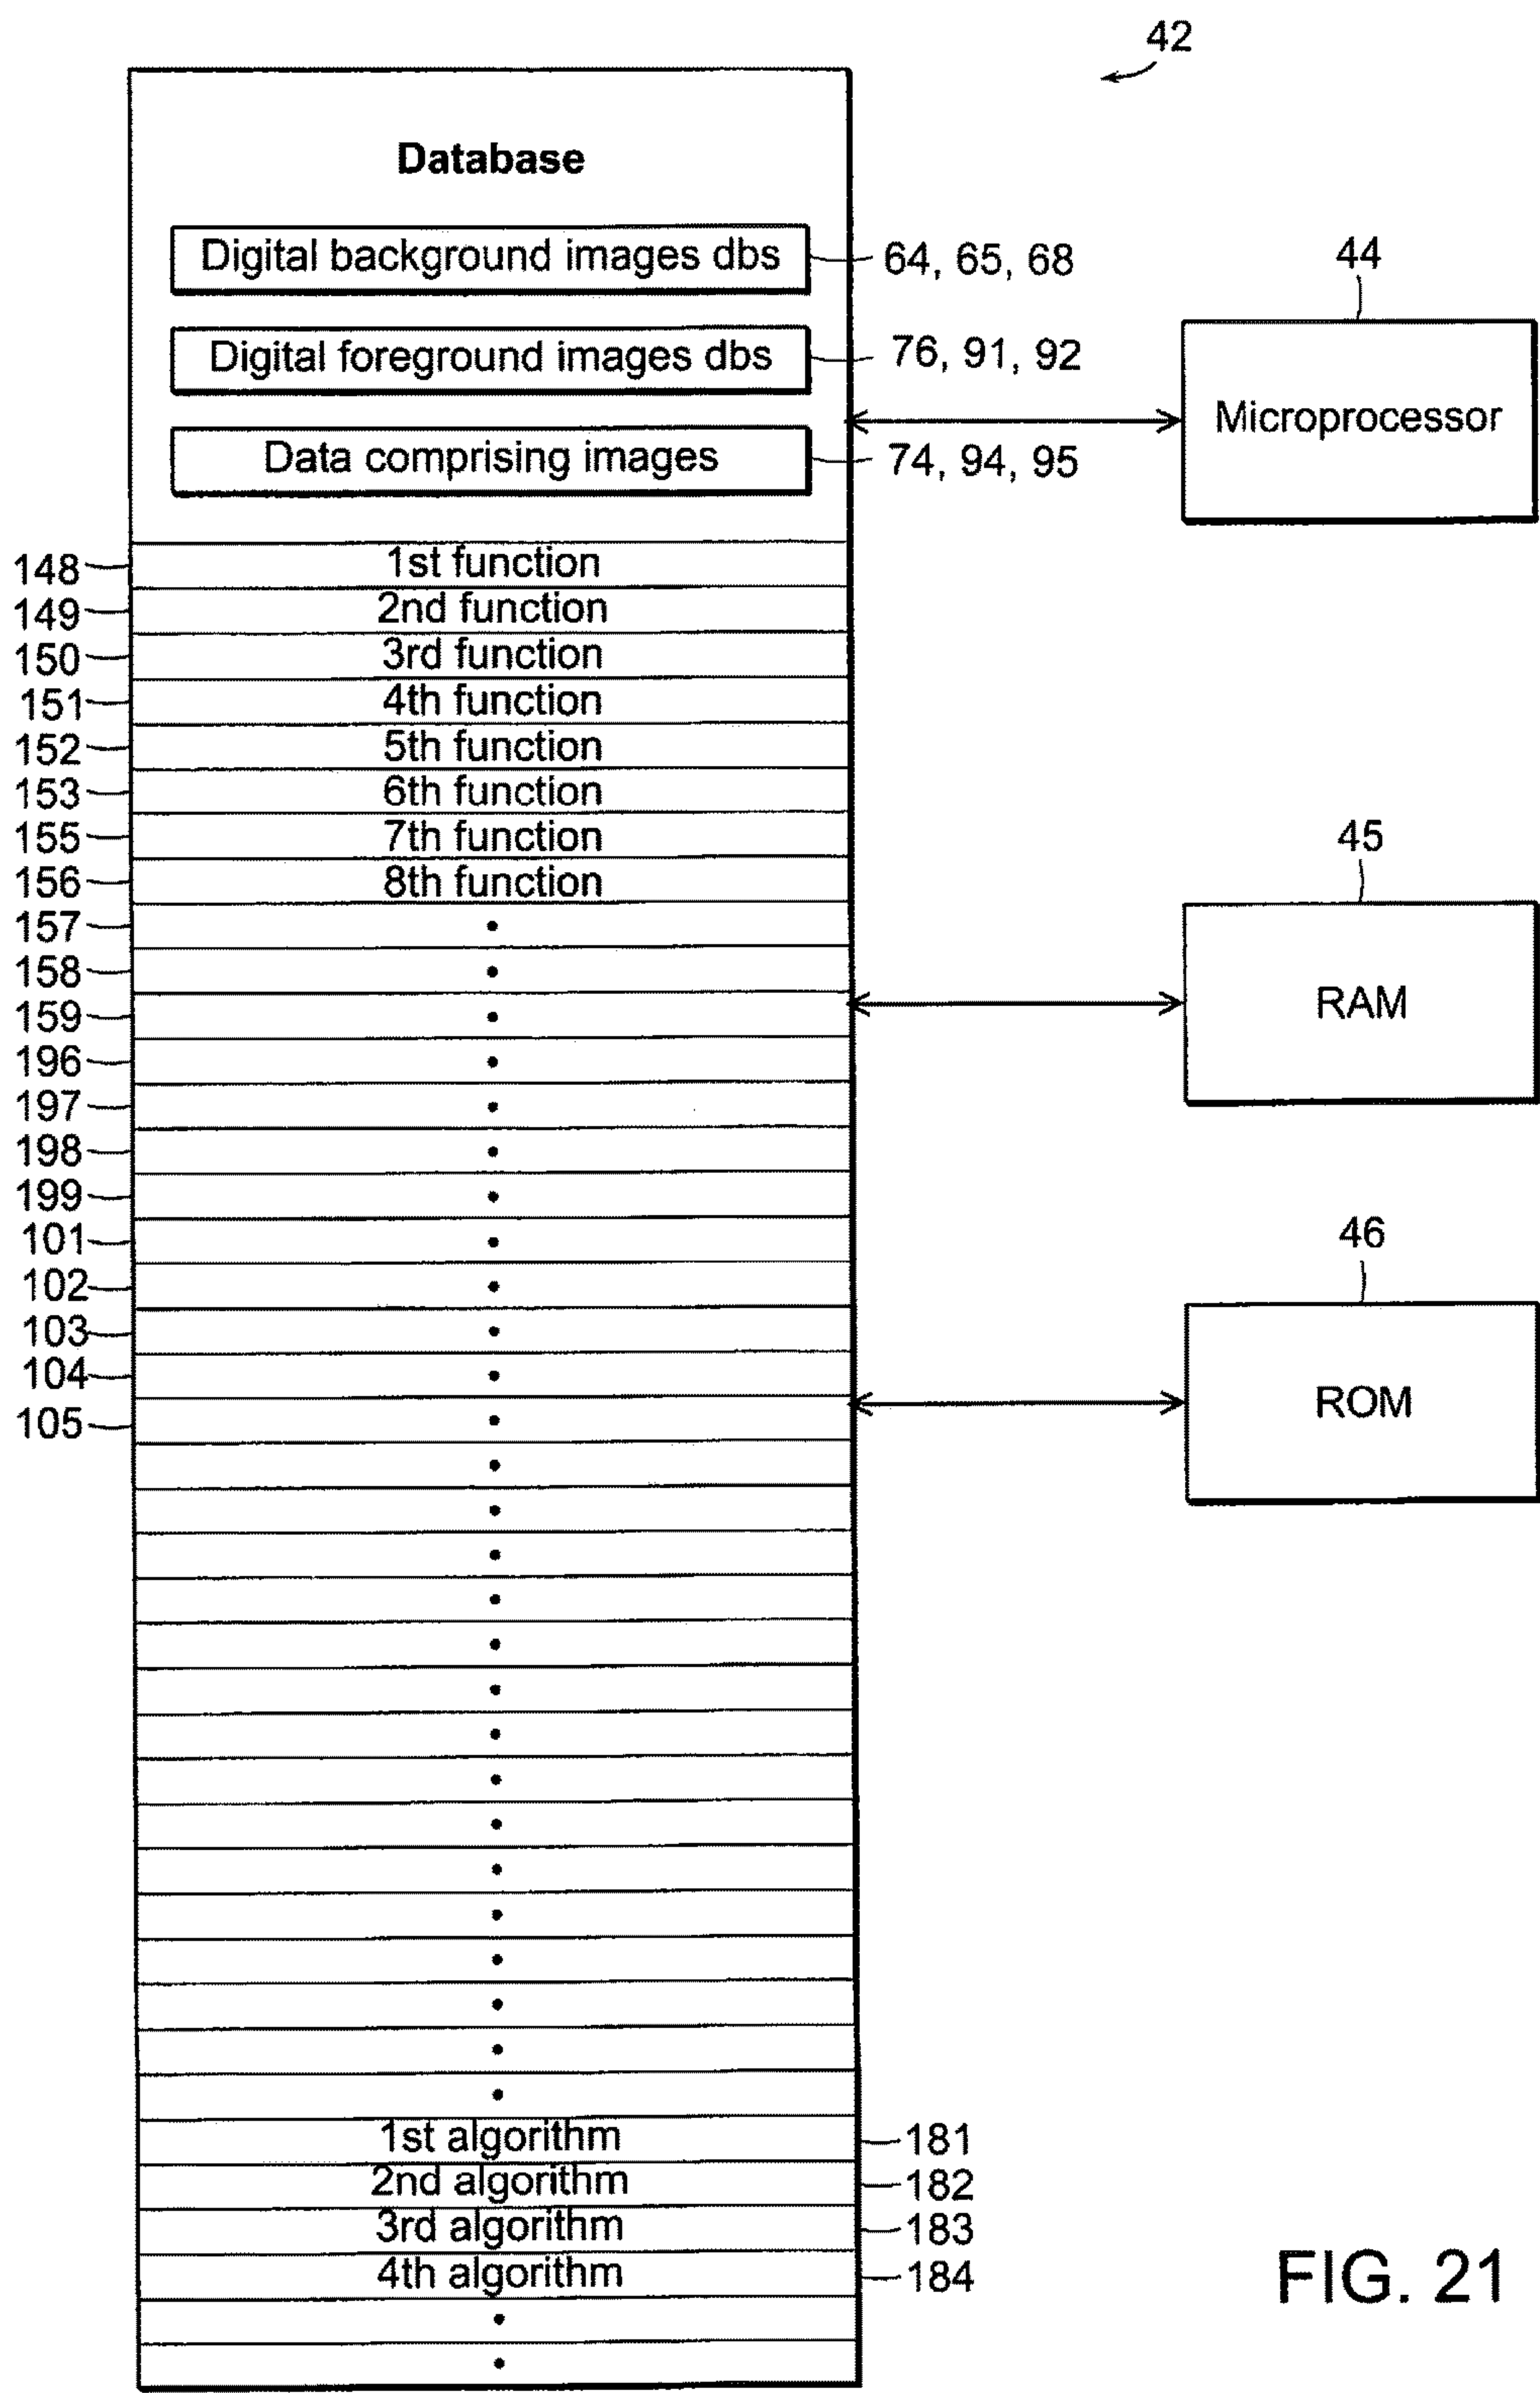 42
Database
Digital background images dbs 64, 65, 68
Digital foreground images dbs 76, 91, 92
Data comprising images 74, 94, 95
44
Microprocessor
148 1st function
149 2nd function
150 3rd function
151 4th function
152 5th function
153 6th function
155 7th function
156 8th function
157
158
159
196
197
198
199
101
102
103
104
105
45
RAM
46
ROM
1st algorithm 181
2nd algorithm 182
3rd algorithm 183
4th algorithm 184
FIG. 21